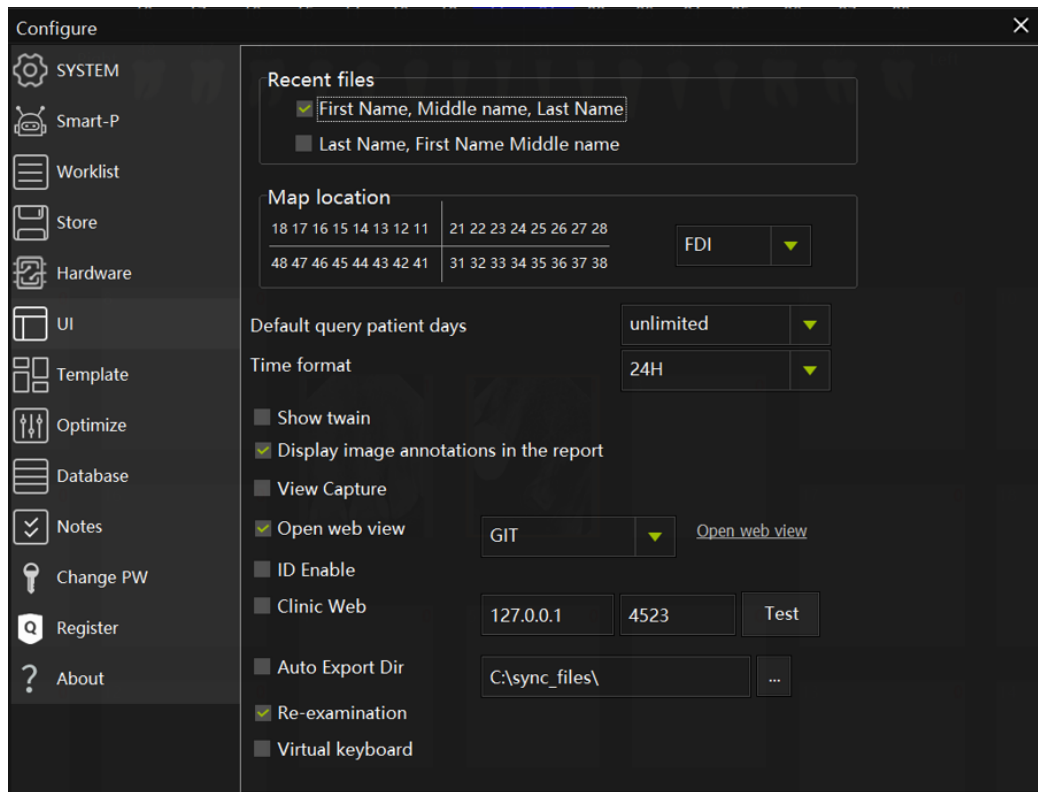 Configure
SYSTEM
Smart-P
Worklist
Store
Hardware
UI
Template
Optimize
Database
Notes
Change PW
Q
Register
?
About
Recent files
First Name, Middle name, Last Name
Last Name, First Name Middle name
Map location
18 17 16 15 14 13 12 11 21 22 23 24 25 26 27 28
48 47 46 45 44 43 42 41 31 32 33 34 35 36 37 38
FDI
Default query patient days unlimited
Time format 24H
Show twain
Display image annotations in the report
View Capture
Open web view GIT Open web view
ID Enable
Clinic Web 127.0.0.1 4523 Test
Auto Export Dir C:\sync_files\ ...
Re-examination
Virtual keyboard